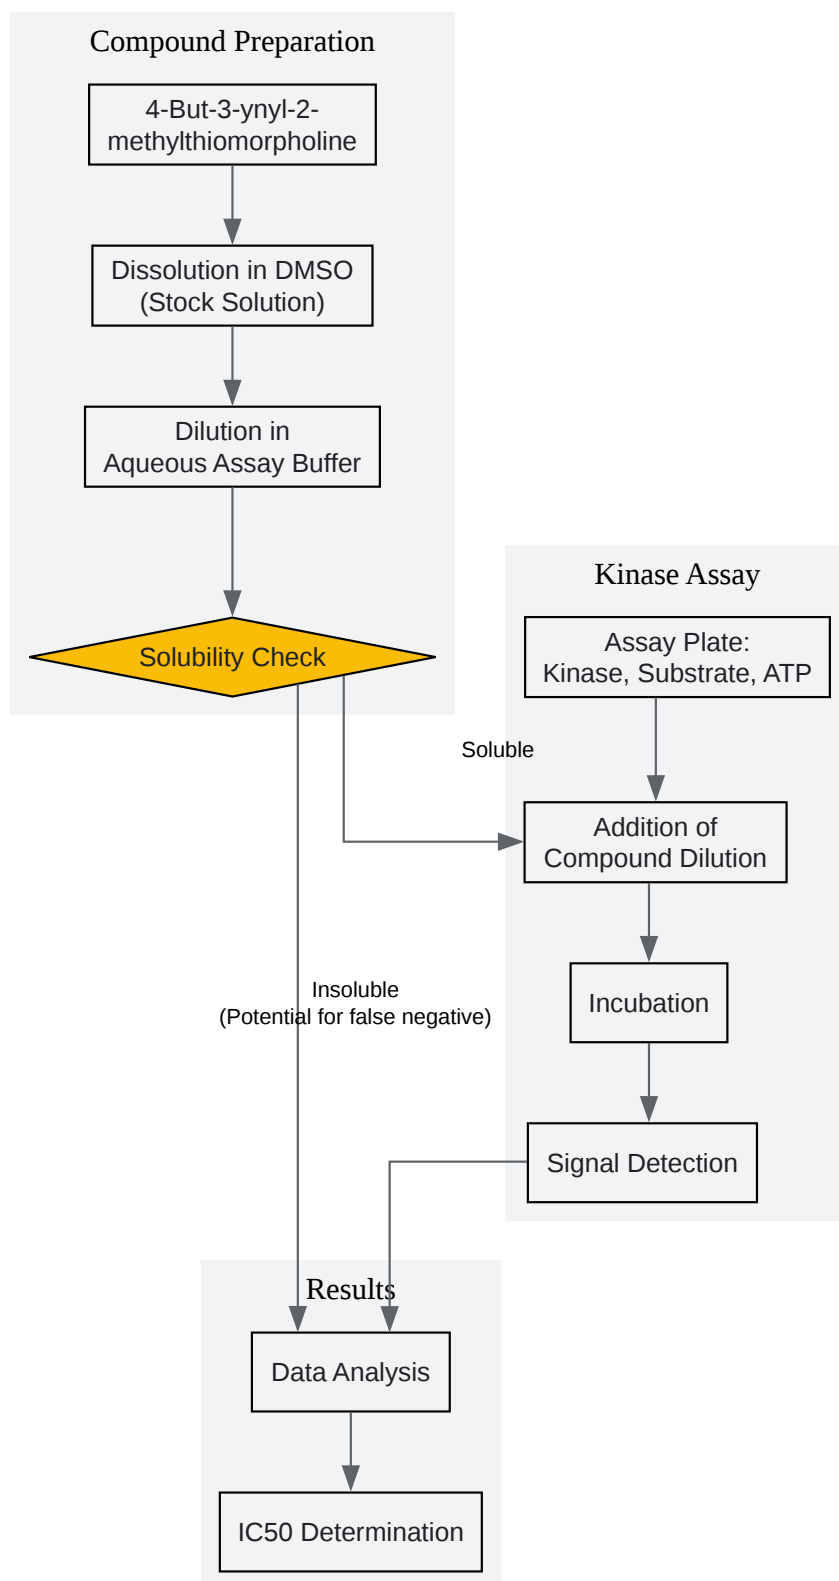 Compound Preparation
4-But-3-ynyl-2-
methylthiomorpholine
Dissolution in DMSO
(Stock Solution)
Dilution in
Aqueous Assay Buffer
Solubility Check
Kinase Assay
Assay Plate:
Kinase, Substrate, ATP
Soluble
Addition of
Compound Dilution
Insoluble
(Potential for false negative)
Incubation
Signal Detection
Results
Data Analysis
IC50 Determination